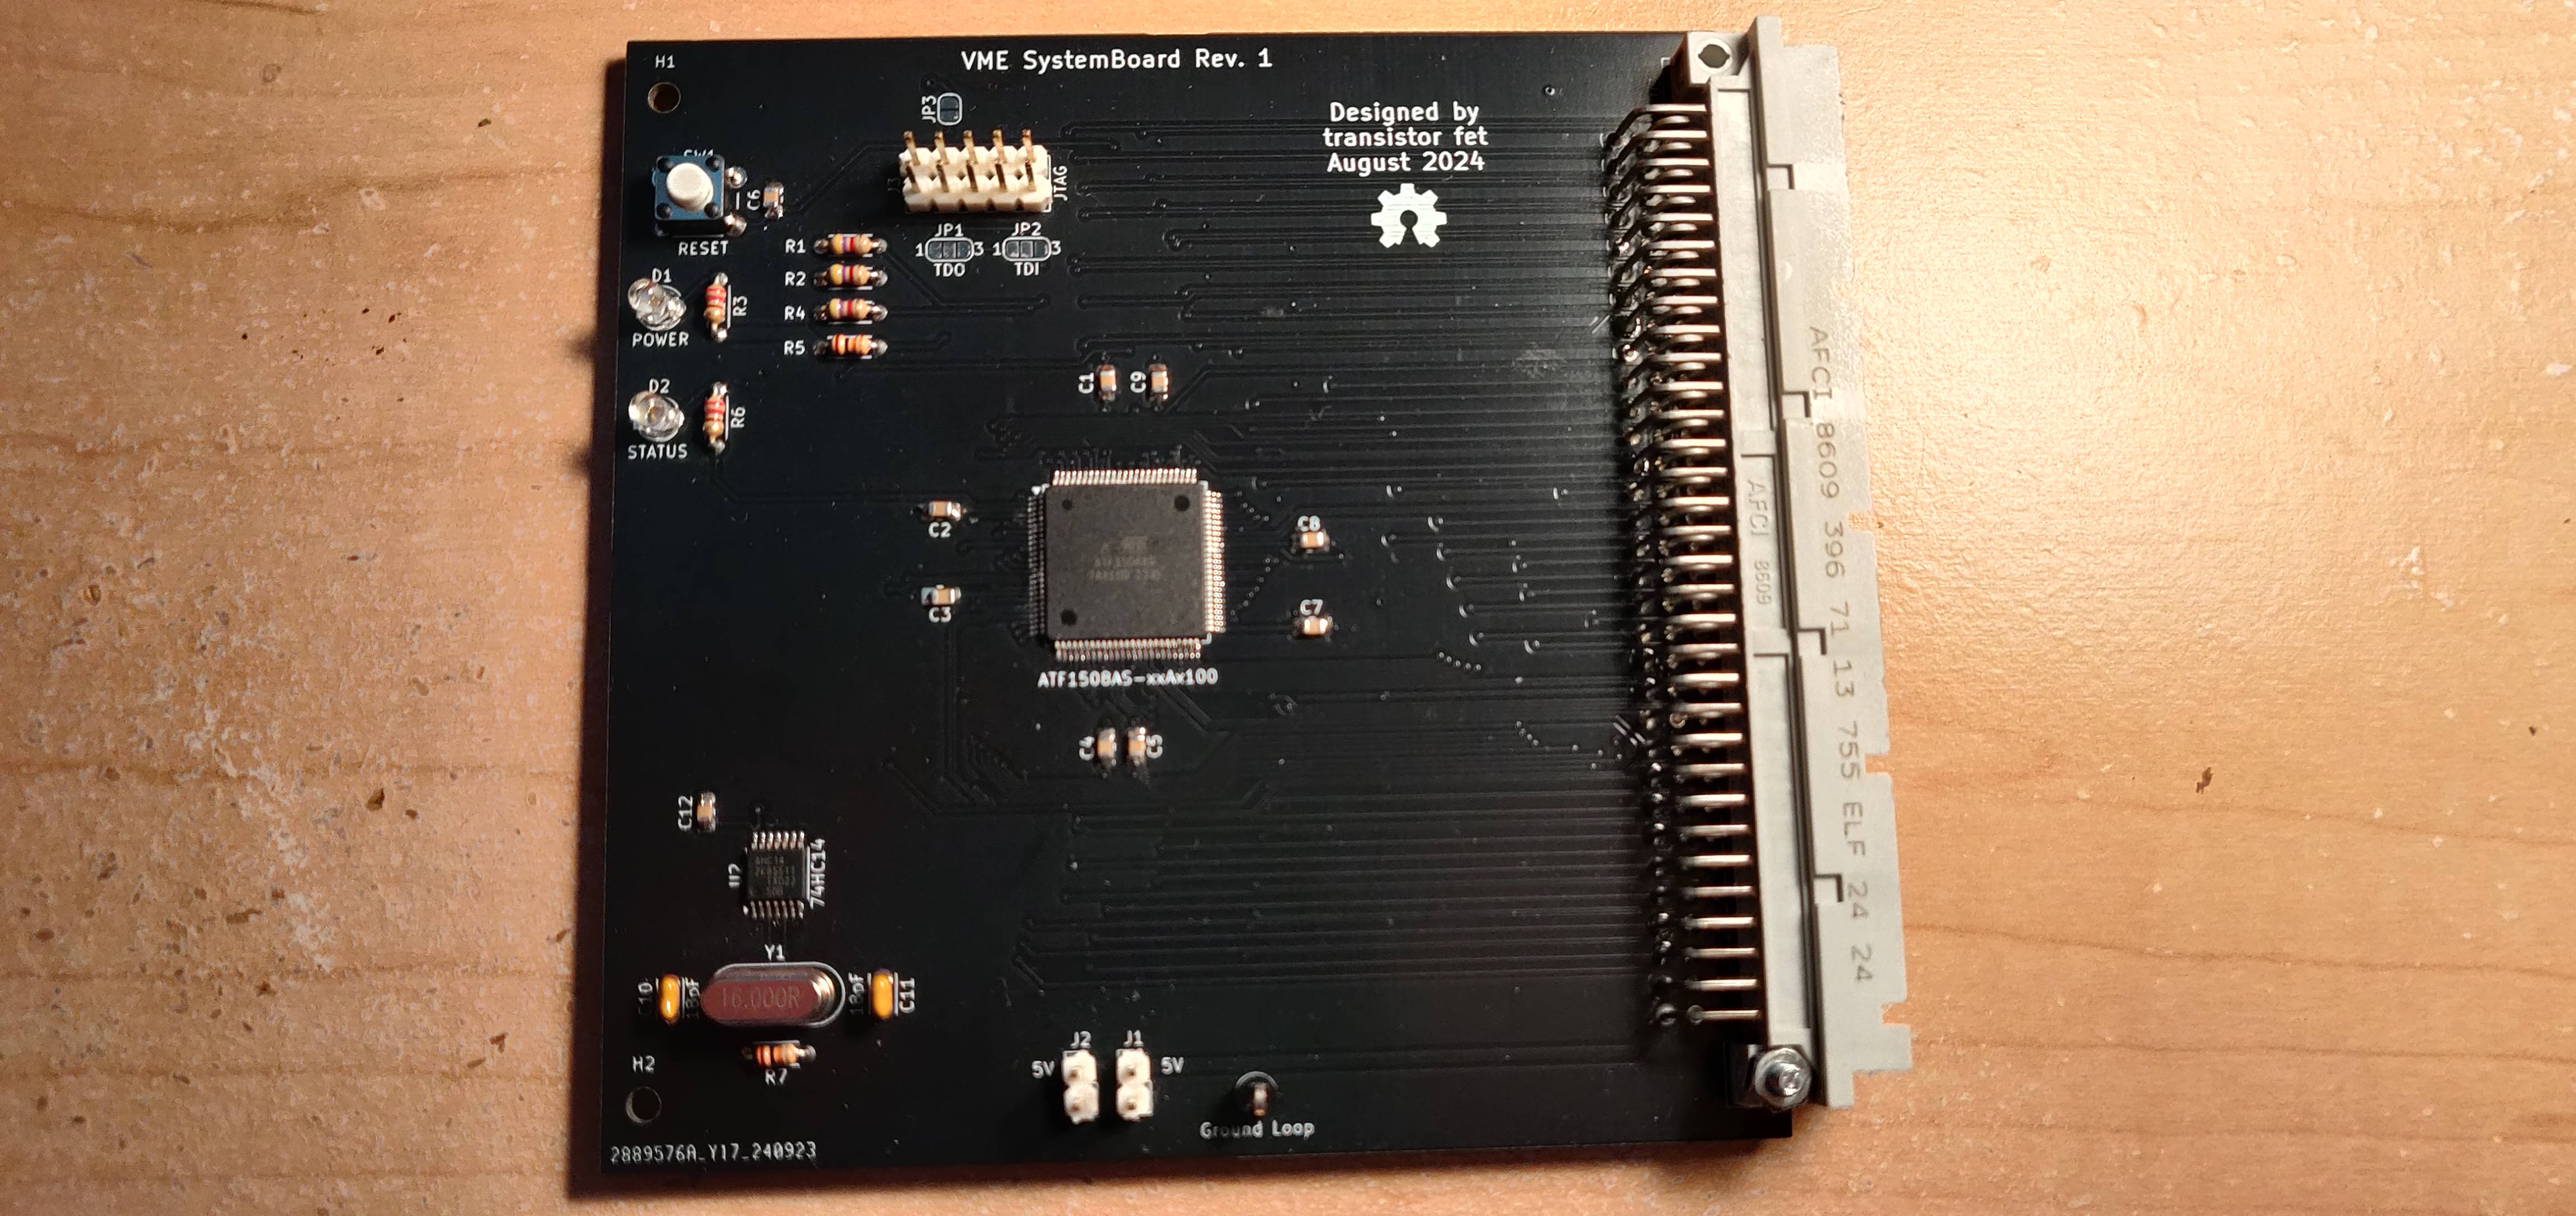 H1
VME SystemBoard Rev. 1
JP3
Designed by
transistor fet
August 2024
SW1
C6
RESET
JTAG
JP1
JP2
1 3
1 3
TDO
TDI
R1
R2
R4
R5
D1
R3
POWER
D2
R6
STATUS
C1
C9
C2
C3
C8
C7
ATF1508AS-xxAx100
C4
C5
C12
U2
74HC14
AHC14
Y1
C10
18pF
16.000R
18pF
C11
R7
H2
J2
J1
5V
5V
Ground Loop
2889576A_Y17_240923
AFCI 8609
AFCI 8609 396 71 13 755 ELF 24 24